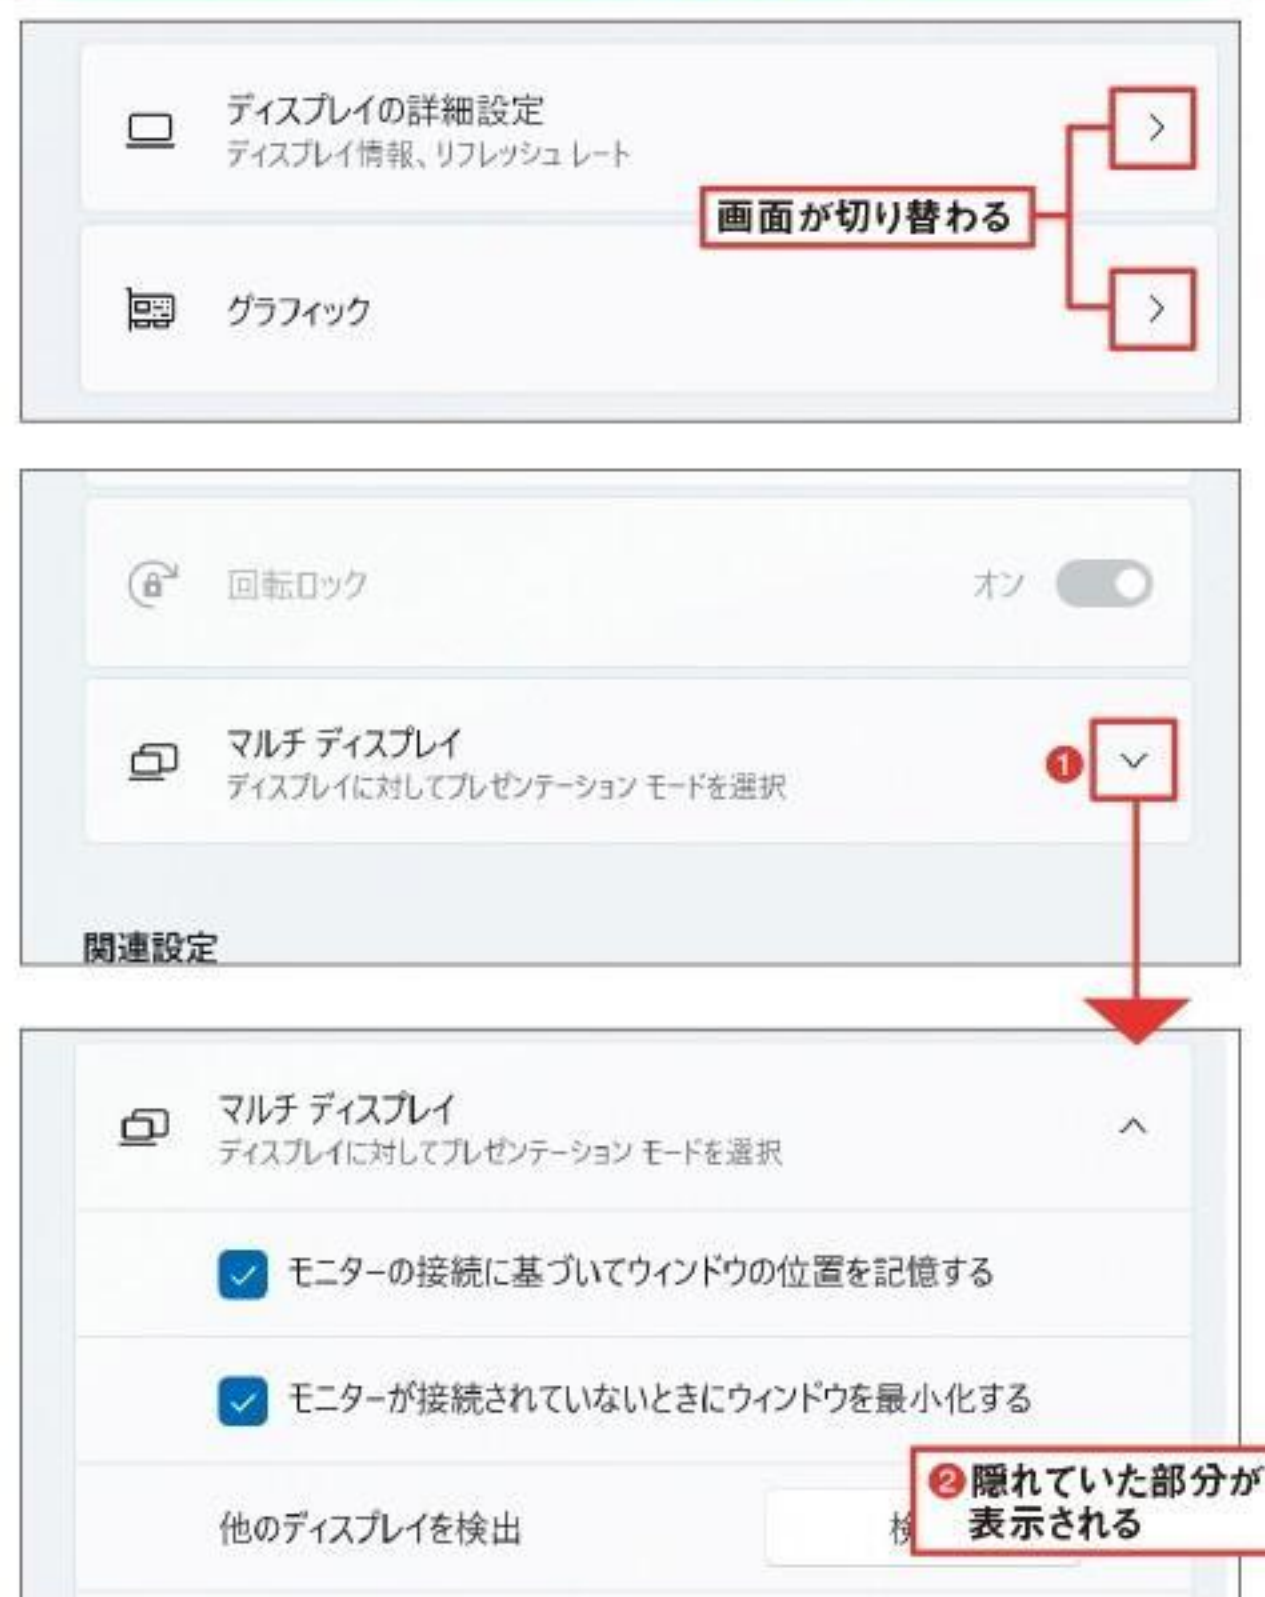 ディスプレイの詳細設定
ディスプレイ情報、リフレッシュ レート
画面が切り替わる
グラフィック
回転ロック
オン
マルチ ディスプレイ
ディスプレイに対してプレゼンテーション モードを選択
❶
関連設定
マルチ ディスプレイ
ディスプレイに対してプレゼンテーション モードを選択
モニターの接続に基づいてウィンドウの位置を記憶する
モニターが接続されていないときにウィンドウを最小化する
❷隠れていた部分が
表示される
他のディスプレイを検出